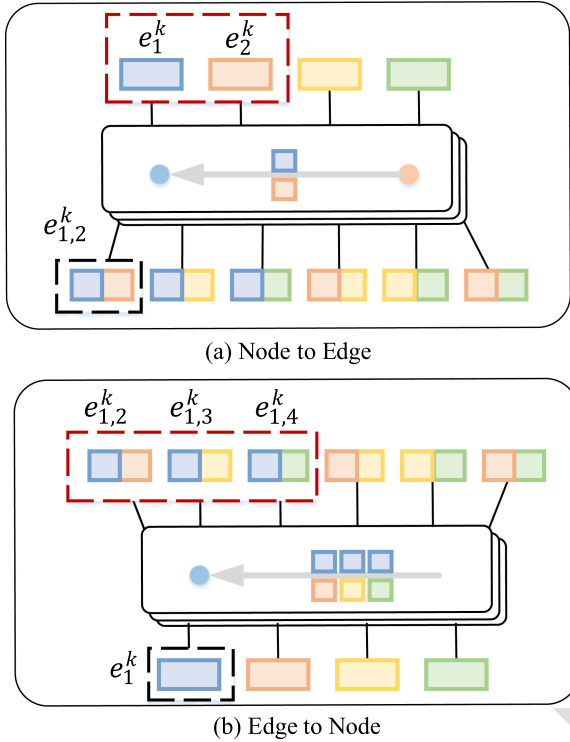 e_1^k e_2^k
e_{1,2}^k
(a) Node to Edge
e_{1,2}^k e_{1,3}^k e_{1,4}^k
e_1^k
(b) Edge to Node